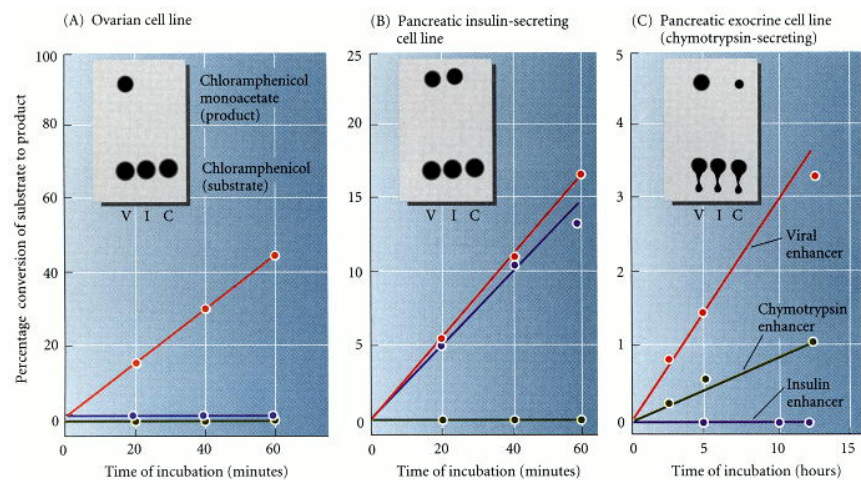 (A) Ovarian cell line
(B) Pancreatic insulin-secreting
cell line
(C) Pancreatic exocrine cell line
(chymotrypsin-secreting)
Percentage conversion of substrate to product
100
80
60
40
20
0
Chloramphenicol
monoacetate
(product)
Chloramphenicol
(substrate)
V I C
0 20 40 60
Time of incubation (minutes)
25
20
15
10
5
0
V I C
0 20 40 60
Time of incubation (minutes)
5
4
3
2
1
0
V I C
Viral
enhancer
Chymotrypsin
enhancer
Insulin
enhancer
0 5 10 15
Time of incubation (hours)